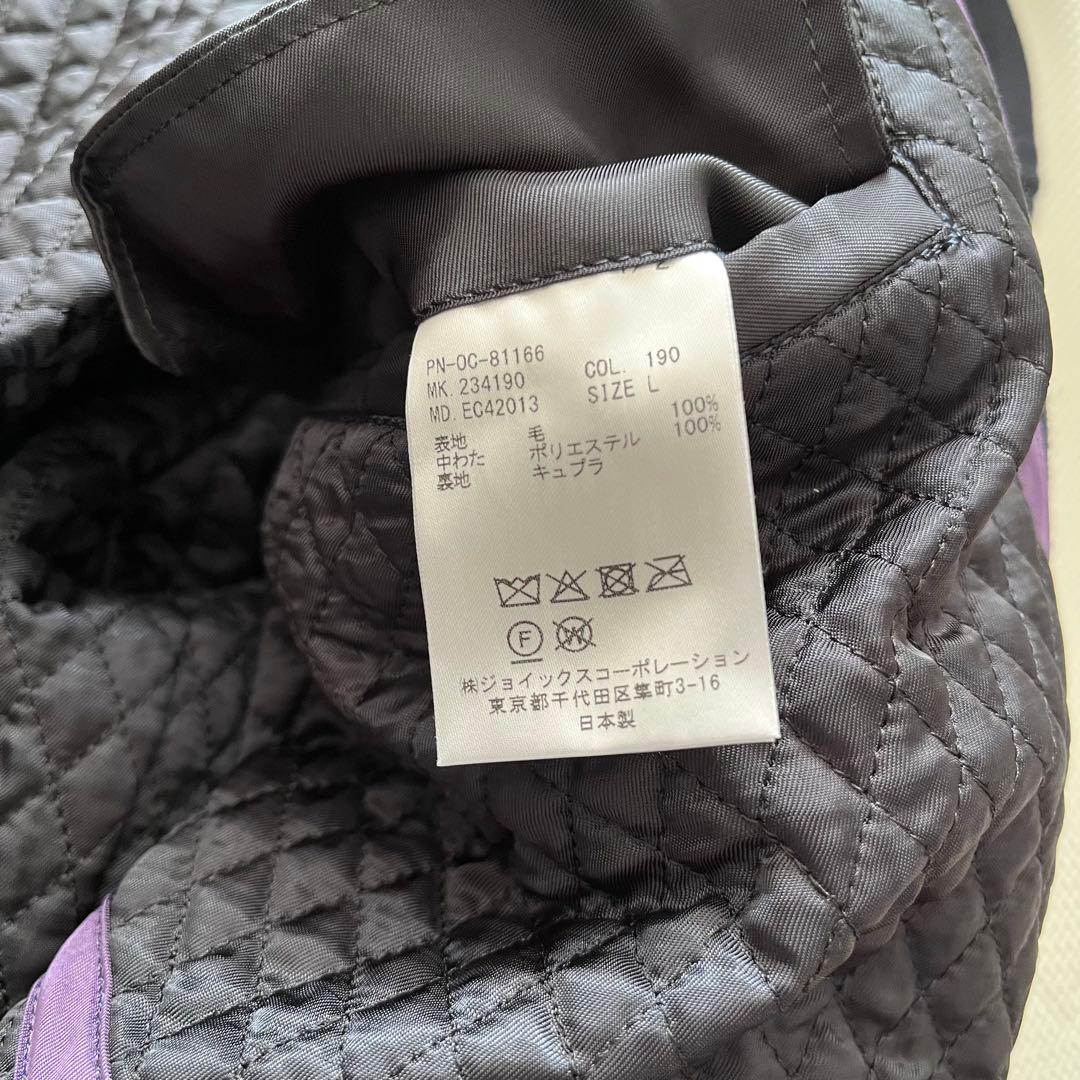 PN-OC-81166
MK. 234190 COL. 190
MD. EC42013 SIZE L
表地 毛 100%
中わた ポリエステル 100%
裏地 キュプラ
F
W
株ジョイックスコーポレーション
東京都千代田区隼町3-16
日本製